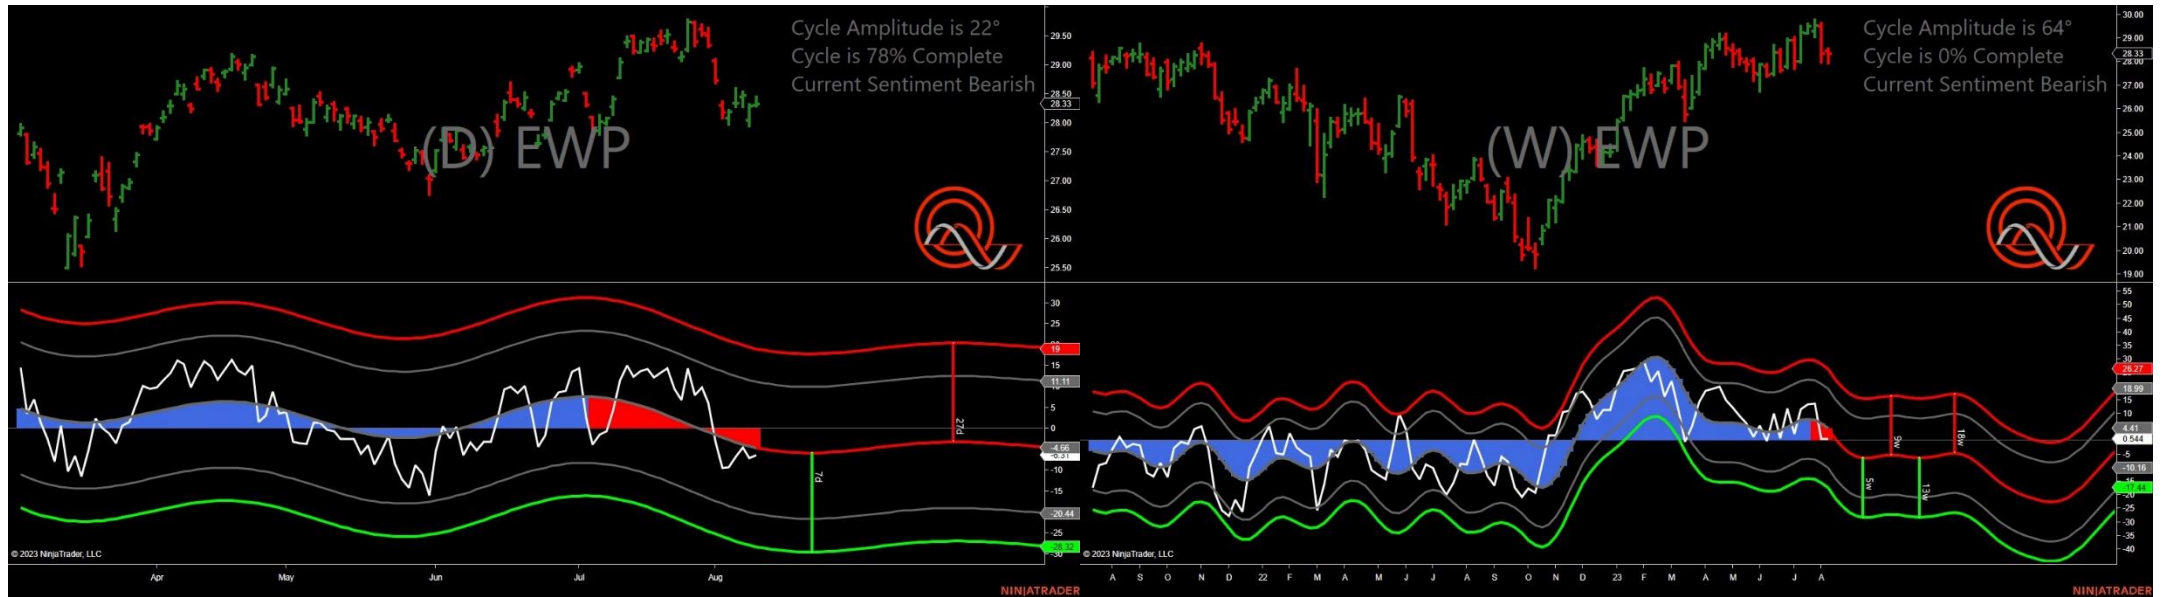 Cycle Amplitude is 22°
Cycle is 78% Complete
Current Sentiment Bearish
(D) EWP
29.50
29.00
28.50
28.33
28.00
27.50
27.00
26.50
26.00
25.50
30
25
19
15
11.11
5
0
-4.66
-10
-15
-20.44
-28.32
27d
7d
© 2023 NinjaTrader, LLC
Apr May Jun Jul Aug
NINJATRADER
Cycle Amplitude is 64°
Cycle is 0% Complete
Current Sentiment Bearish
(W) EWP
30.00
29.00
28.33
28.00
27.00
26.00
25.00
24.00
23.00
22.00
21.00
20.00
19.00
55
50
45
40
35
30
26.27
18.99
15
10
4.41
0.544
-5
-10.16
-17.44
-25
-30
-35
-40
9w
18w
5w
13w
© 2023 NinjaTrader, LLC
A S O N D 22 F M A M J J A S O N D 23 F M A M J J A
NINJATRADER